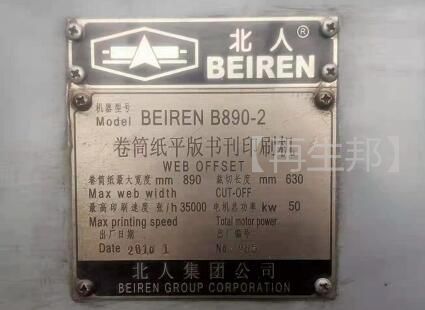 北人®
BEIREN
机器型号
Model BEIREN B890-2
卷筒纸平版书刊印刷机
WEB OFFSET
【再生邦】
卷筒纸最大宽度 mm 890 裁切长度 mm 630
Max web width CUT-OFF
最高印刷速度 张/h 35000 电机总功率 kw 50
Max printing speed Total motor power
出厂日期 出厂编号
Date 2010 1 No.
北人集团公司
BEIREN GROUP CORPORATION